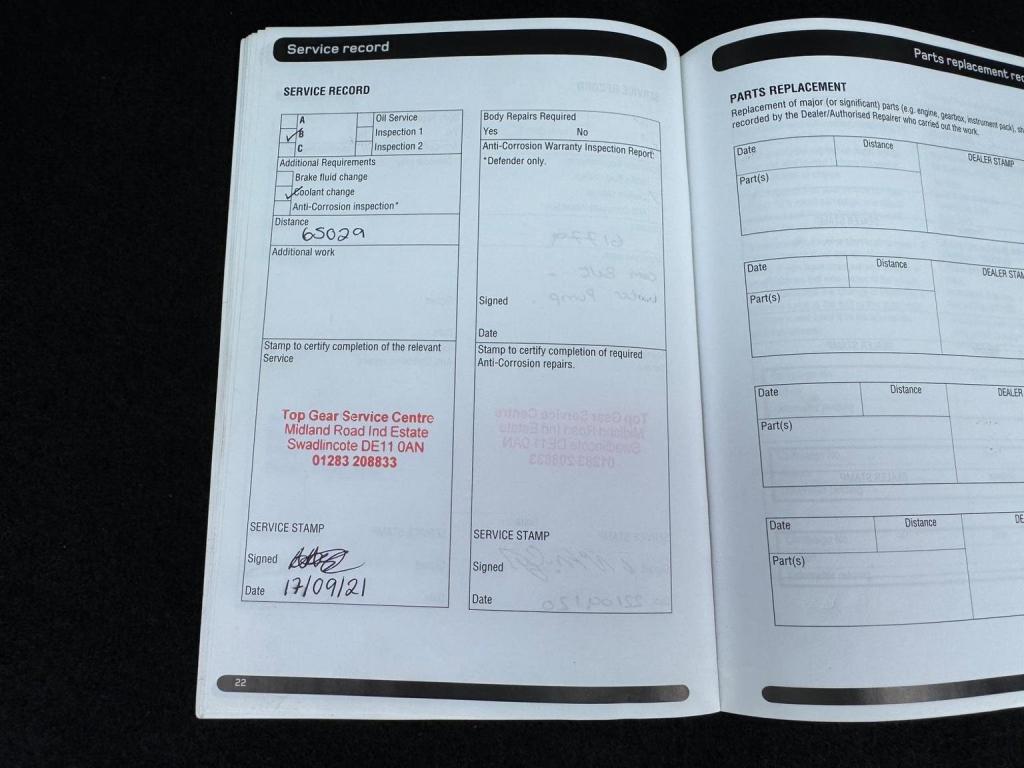 Service record
SERVICE RECORD
A
B
C
Oil Service
Inspection 1
Inspection 2
Additional Requirements
Brake fluid change
Coolant change
Anti-Corrosion inspection*
Distance
65029
Additional work
Stamp to certify completion of the relevant
Service
Top Gear Service Centre
Midland Road Ind Estate
Swadlincote DE11 0AN
01283 208833
SERVICE STAMP
Signed
Date 17/09/21
Body Repairs Required
Yes No
Anti-Corrosion Warranty Inspection Report:
*Defender only.
Signed
Date
Stamp to certify completion of required
Anti-Corrosion repairs.
SERVICE STAMP
Signed
Date
22
Parts replacement rec
PARTS REPLACEMENT
Replacement of major (or significant) parts (e.g. engine, gearbox, instrument pack), sh
recorded by the Dealer/Authorised Repairer who carried out the work.
Date Distance DEALER STAMP
Part(s)
Date Distance DEALER STAM
Part(s)
Date Distance DEALER
Part(s)
Date Distance DE
Part(s)